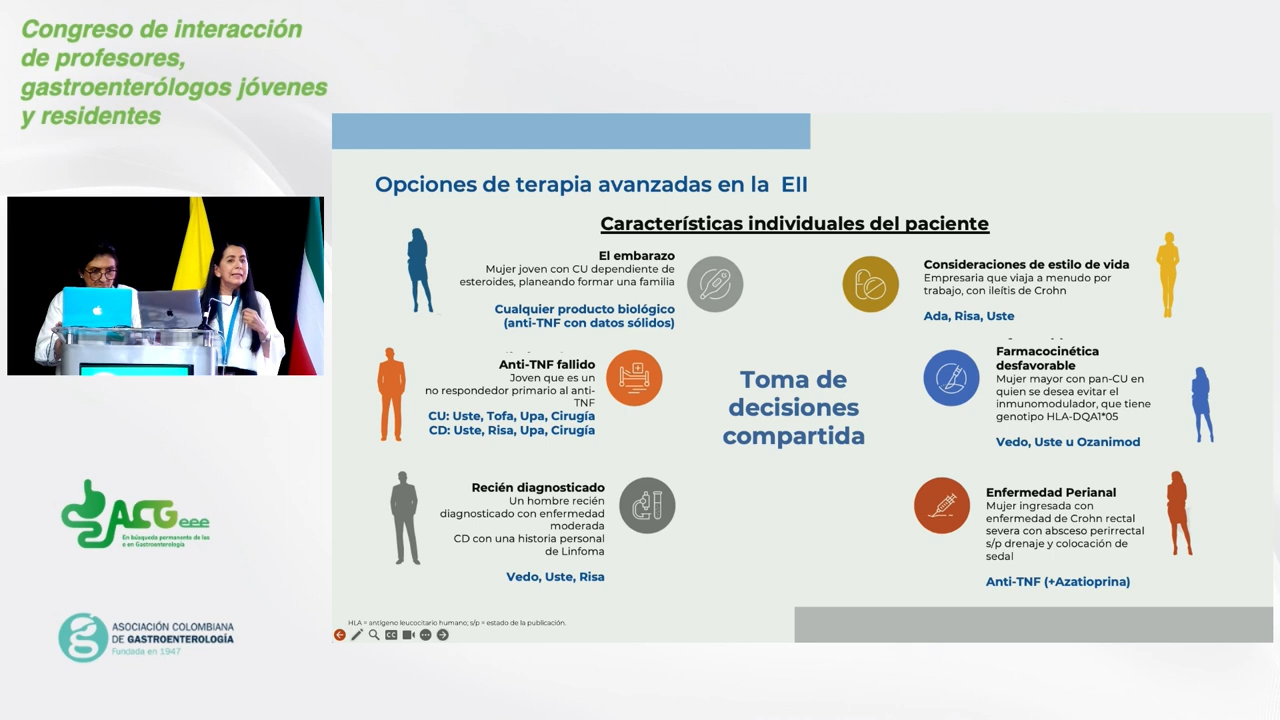 Congreso de interacción
de profesores,
gastroenterólogos jóvenes
y residentes
Opciones de terapia avanzadas en la EII
Características individuales del paciente
El embarazo
Mujer joven con CU dependiente de
esteroides, planeando formar una familia
Cualquier producto biológico
(anti-TNF con datos sólidos)
Consideraciones de estilo de vida
Empresaria que viaja a menudo por
trabajo, con ileítis de Crohn
Ada, Risa, Uste
Anti-TNF fallido
Joven que es un
no respondedor primario al anti-
TNF
CU: Uste, Tofa, Upa, Cirugía
CD: Uste, Risa, Upa, Cirugía
Toma de
decisiones
compartida
Farmacocinética
desfavorable
Mujer mayor con pan-CU en
quien se desea evitar el
inmunomodulador, que tiene
genotipo HLA-DQA1*05
Vedo, Uste u Ozanimod
Recién diagnosticado
Un hombre recién
diagnosticado con enfermedad
moderada
CD con una historia personal
de Linfoma
Vedo, Uste, Risa
Enfermedad Perianal
Mujer ingresada con
enfermedad de Crohn rectal
severa con absceso perirrectal
s/p drenaje y colocación de
sedal
Anti-TNF (+Azatioprina)
HLA = antígeno leucocitario humano; s/p = estado de la publicación.
CC
ACGeee
En búsqueda permanente de las
e en Gastroenterología
ASOCIACIÓN COLOMBIANA
DE GASTROENTEROLOGÍA
Fundada en 1947